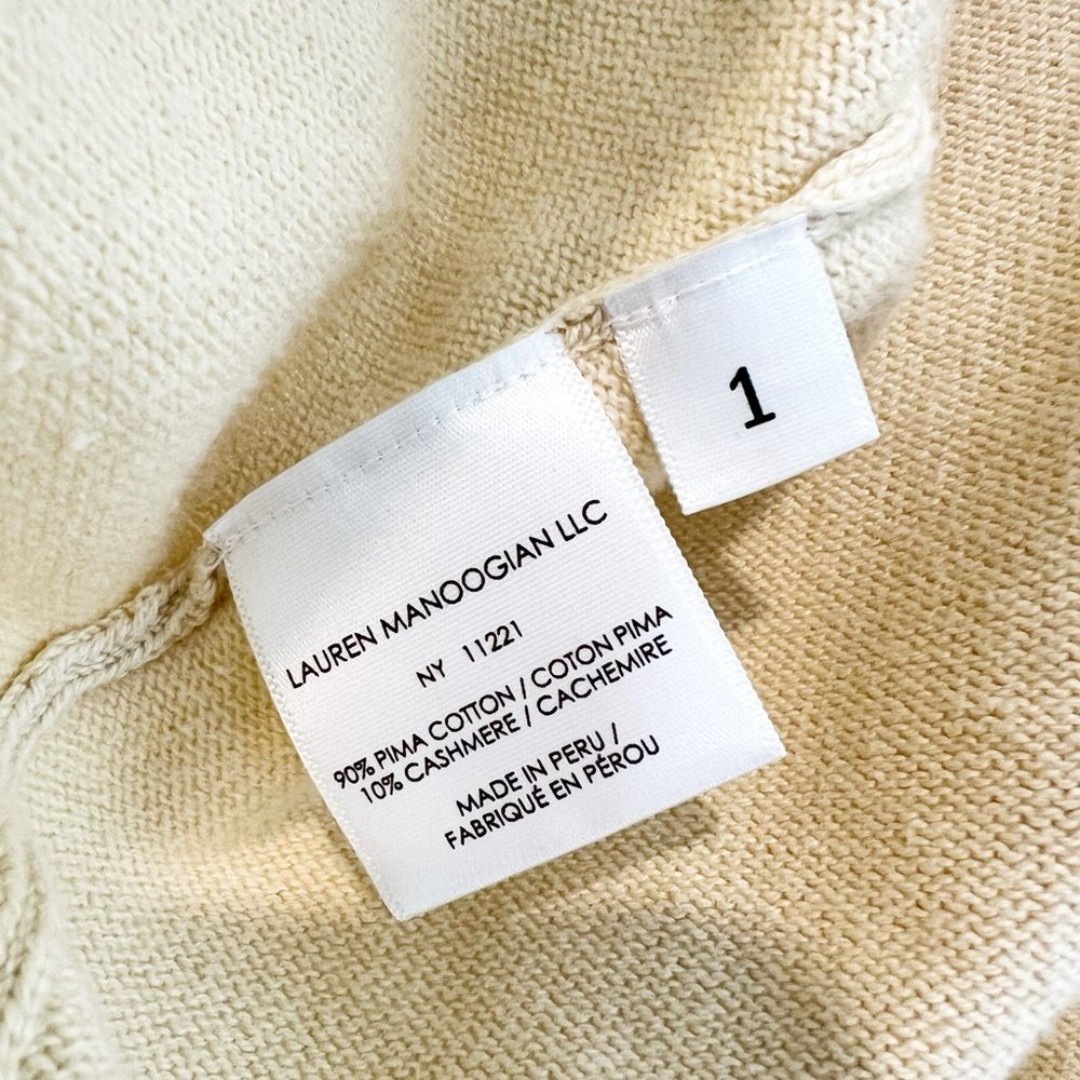 LAUREN MANOOGIAN LLC
NY 11221
90% PIMA COTTON / COTON PIMA
10% CASHMERE / CACHEMIRE
MADE IN PERU /
FABRIQUÉ EN PÉROU
1